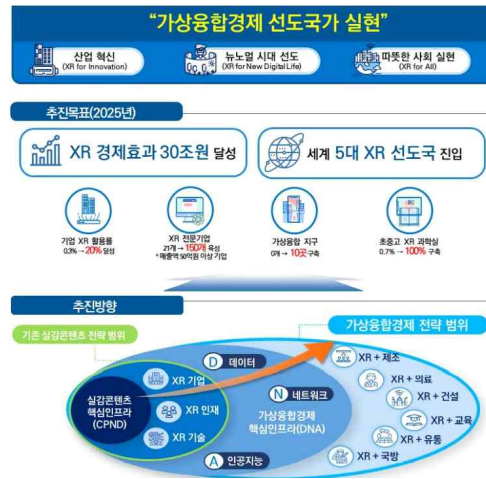 “가상융합경제 선도국가 실현”
산업 혁신
(XR for Innovation)
뉴노멀 시대 선도
(XR for New Digital Life)
따뜻한 사회 실현
(XR for All)
추진목표(2025년)
XR 경제효과 30조원 달성
세계 5대 XR 선도국 진입
기업 XR 활용률
0.3% → 20% 달성
XR 전문기업
21개 → 150개 육성
* 매출액 50억원 이상 기업
가상융합 지구
0개 → 10곳 구축
초중고 XR 과학실
0.7% → 100% 구축
추진방향
기존 실감콘텐츠 전략 범위
가상융합경제 전략 범위
실감콘텐츠
핵심인프라
(CPND)
XR 기업
XR 인재
XR 기술
D 데이터
N 네트워크
가상융합경제
핵심인프라(DNA)
A 인공지능
XR + 제조
XR + 의료
XR + 건설
XR + 교육
XR + 유통
XR + 국방